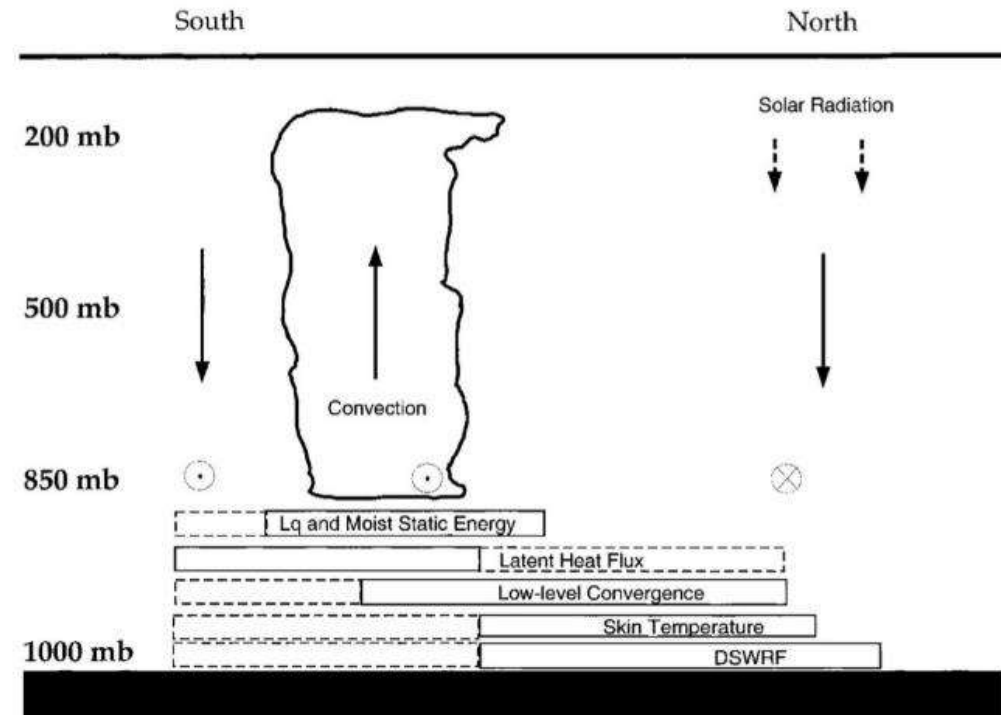 South
North
Solar Radiation
200 mb
500 mb
Convection
850 mb
Lq and Moist Static Energy
Latent Heat Flux
Low-level Convergence
Skin Temperature
1000 mb
DSWRF